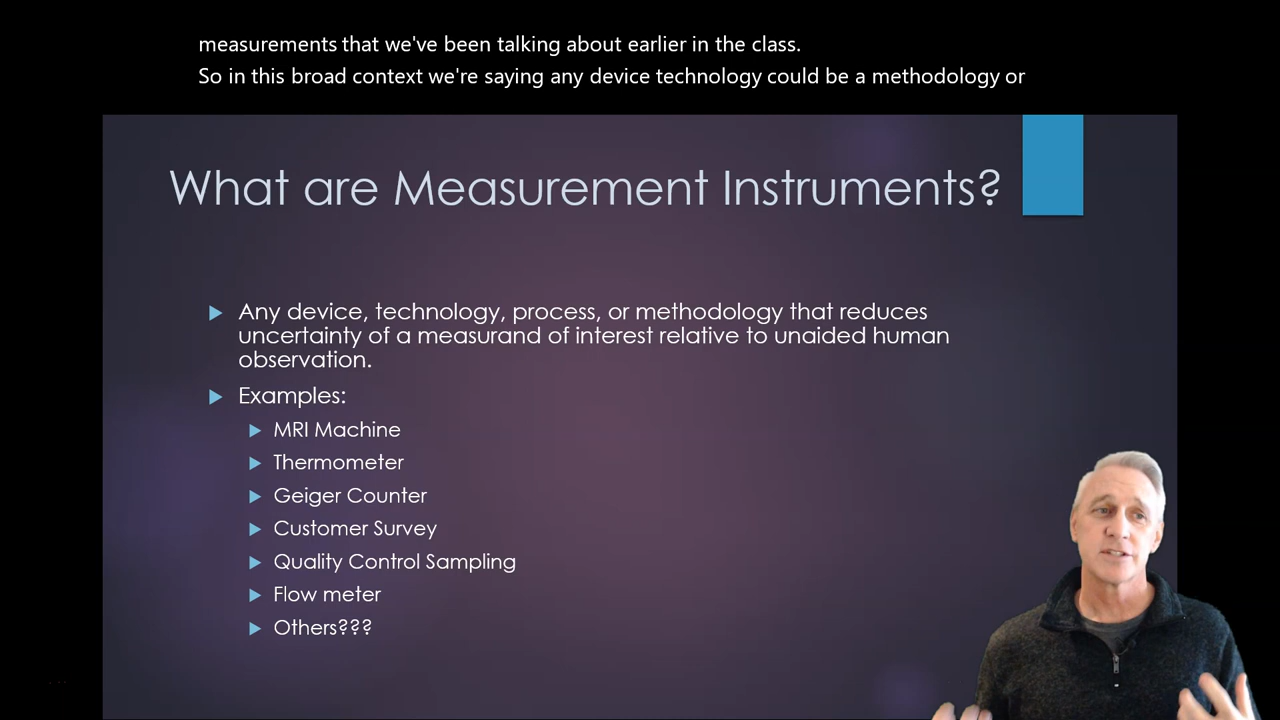 measurements that we've been talking about earlier in the class.
So in this broad context we're saying any device technology could be a methodology or
What are Measurement Instruments?
Any device, technology, process, or methodology that reduces
uncertainty of a measurand of interest relative to unaided human
observation.
Examples:
MRI Machine
Thermometer
Geiger Counter
Customer Survey
Quality Control Sampling
Flow meter
Others???